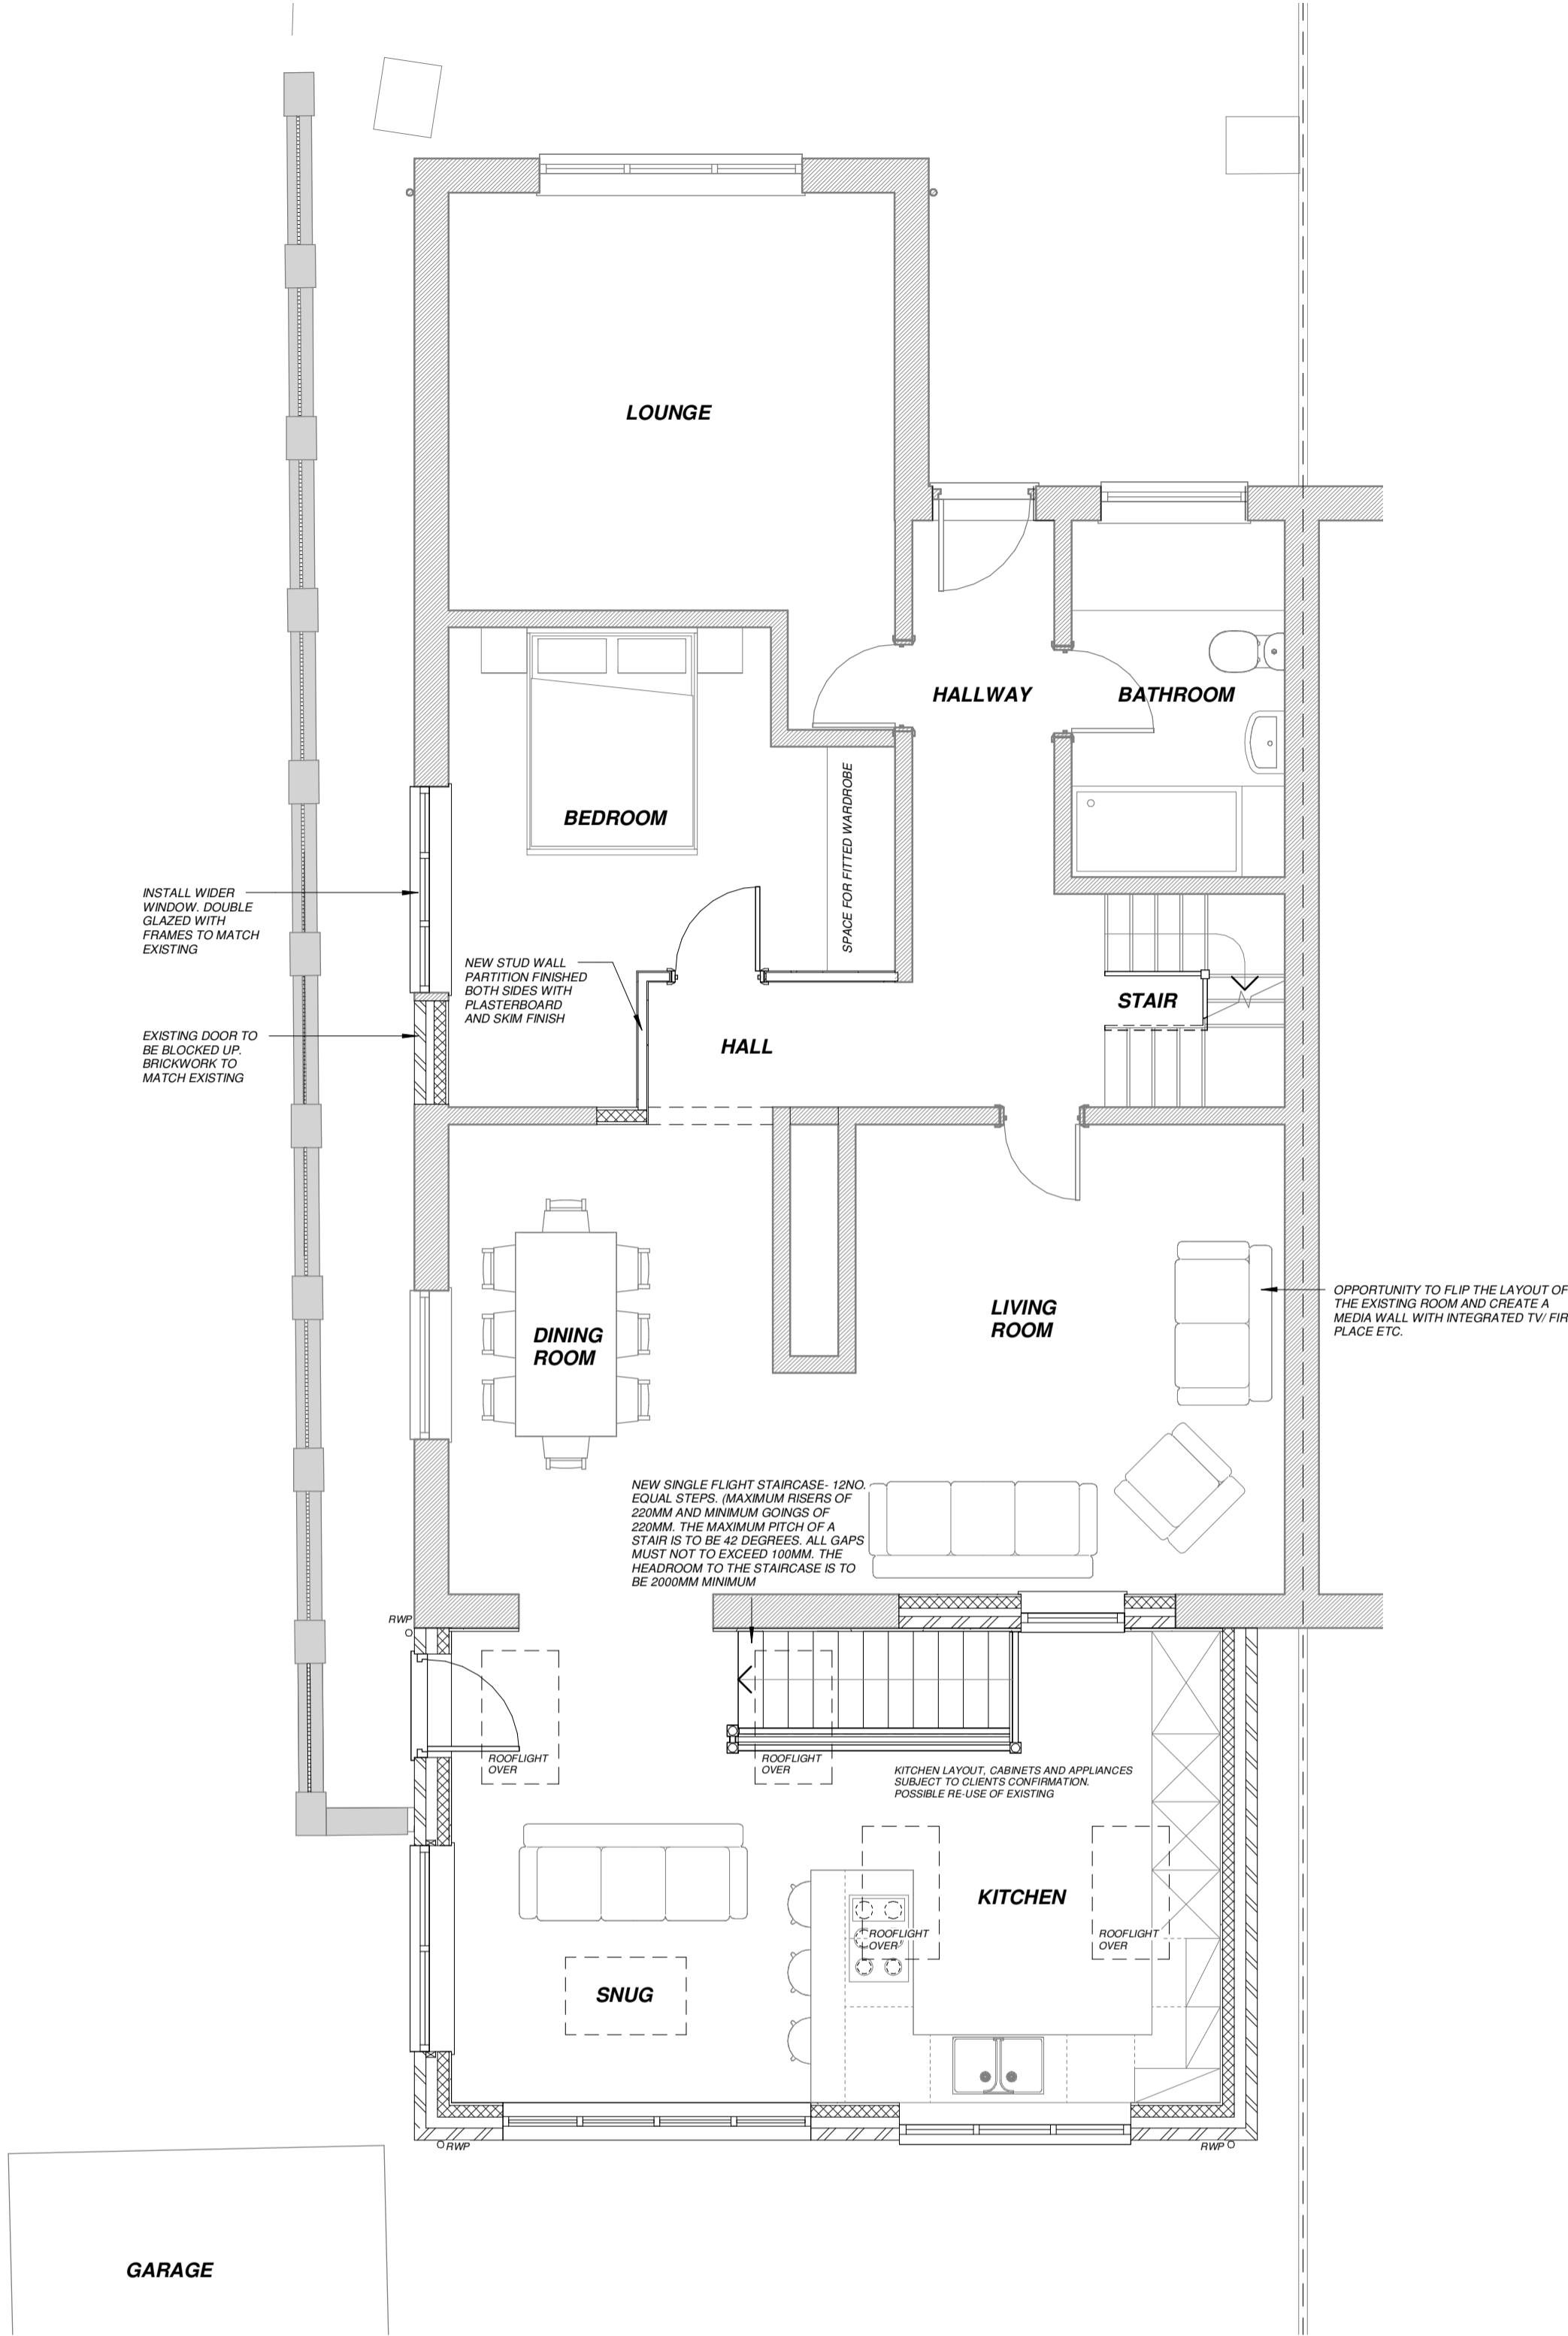 LOUNGE
HALLWAY
BATHROOM
BEDROOM
SPACE FOR FITTED WARDROBE
INSTALL WIDER
WINDOW. DOUBLE
GLAZED WITH
FRAMES TO MATCH
EXISTING
NEW STUD WALL
PARTITION FINISHED
BOTH SIDES WITH
PLASTERBOARD
AND SKIM FINISH
STAIR
EXISTING DOOR TO
BE BLOCKED UP.
BRICKWORK TO
MATCH EXISTING
HALL
OPPORTUNITY TO FLIP THE LAYOUT OF
THE EXISTING ROOM AND CREATE A
MEDIA WALL WITH INTEGRATED TV/ FIR
PLACE ETC.
LIVING
ROOM
DINING
ROOM
NEW SINGLE FLIGHT STAIRCASE- 12NO.
EQUAL STEPS. (MAXIMUM RISERS OF
220MM AND MINIMUM GOINGS OF
220MM. THE MAXIMUM PITCH OF A
STAIR IS TO BE 42 DEGREES. ALL GAPS
MUST NOT TO EXCEED 100MM. THE
HEADROOM TO THE STAIRCASE IS TO
BE 2000MM MINIMUM
RWP
ROOFLIGHT
OVER
ROOFLIGHT
OVER
KITCHEN LAYOUT, CABINETS AND APPLIANCES
SUBJECT TO CLIENTS CONFIRMATION.
POSSIBLE RE-USE OF EXISTING
KITCHEN
ROOFLIGHT
OVER
ROOFLIGHT
OVER
SNUG
RWP
RWP
GARAGE